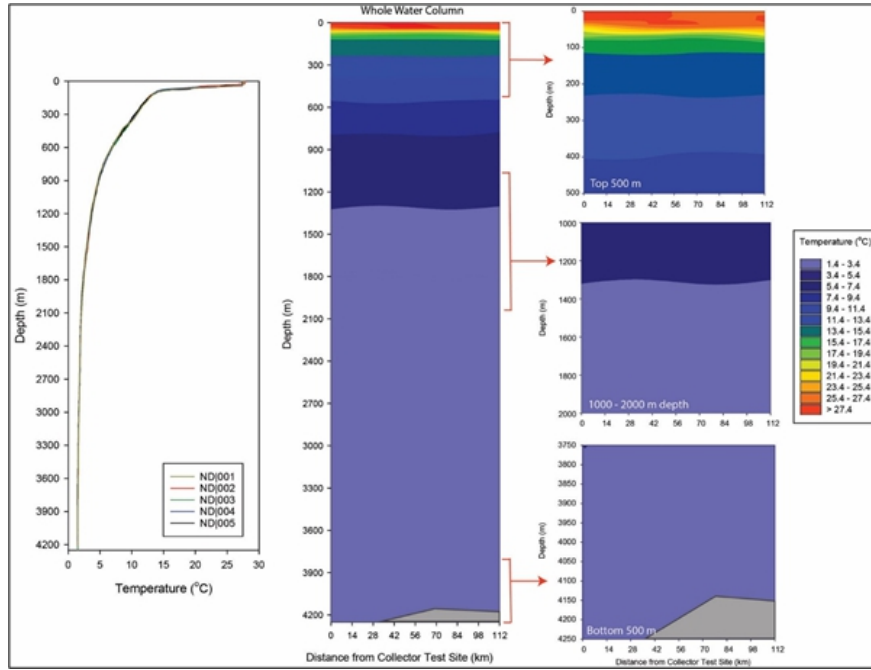 Whole Water Column
0
300
600
900
1200
1500
1800
2100
2400
2700
3000
3300
3600
3900
4200
Depth (m)
0 5 10 15 20 25 30
Temperature (°C)
ND|001
ND|002
ND|003
ND|004
ND|005
0
300
600
900
1200
1500
1800
2100
2400
2700
3000
3300
3600
3900
4200
Depth (m)
0 14 28 42 56 70 84 98 112
Distance from Collector Test Site (km)
0
100
200
300
400
500
Depth (m)
Top 500 m
0 14 28 42 56 70 84 98 112
1000
1200
1400
1600
1800
2000
Depth (m)
1000 - 2000 m depth
0 14 28 42 56 70 84 98 112
Temperature (°C)
1.4 - 3.4
3.4 - 5.4
5.4 - 7.4
7.4 - 9.4
9.4 - 11.4
11.4 - 13.4
13.4 - 15.4
15.4 - 17.4
17.4 - 19.4
19.4 - 21.4
21.4 - 23.4
23.4 - 25.4
25.4 - 27.4
> 27.4
3750
3800
3850
3900
3950
4000
4050
4100
4150
4200
4250
Depth (m)
Bottom 500 m
0 14 28 42 56 70 84 98 112
Distance from Collector Test Site (km)